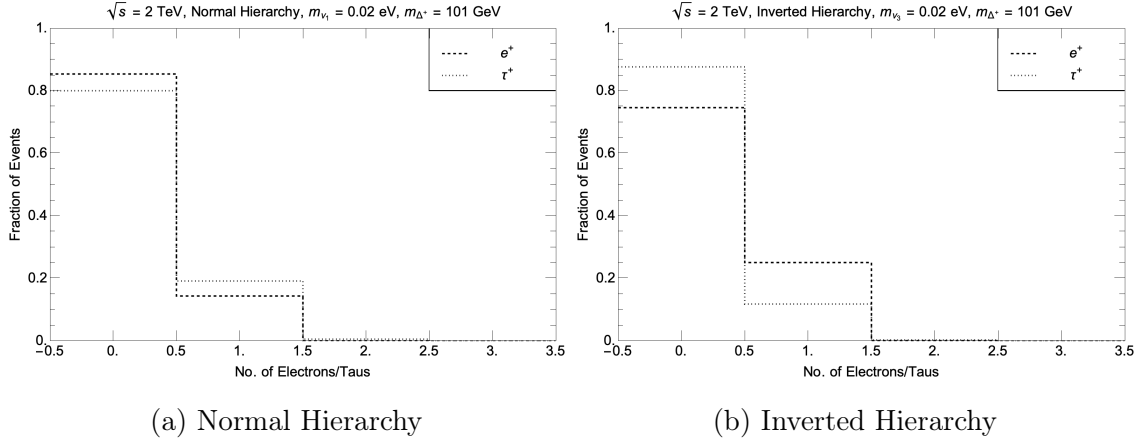 √s = 2 TeV, Normal Hierarchy, mν1 = 0.02 eV, mΔ+ = 101 GeV
1.
0.8
0.6
0.4
0.2
0.
Fraction of Events
e+
τ+
−0.5 0. 0.5 1. 1.5 2. 2.5 3. 3.5
No. of Electrons/Taus
(a) Normal Hierarchy
√s = 2 TeV, Inverted Hierarchy, mν3 = 0.02 eV, mΔ+ = 101 GeV
1.
0.8
0.6
0.4
0.2
0.
Fraction of Events
e+
τ+
−0.5 0. 0.5 1. 1.5 2. 2.5 3. 3.5
No. of Electrons/Taus
(b) Inverted Hierarchy